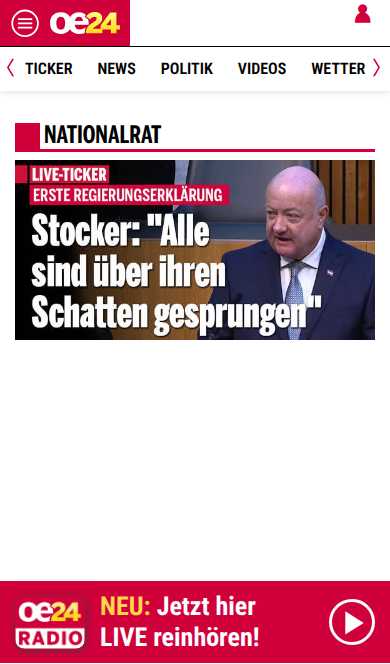 oe24
TICKER NEWS POLITIK VIDEOS WETTER
NATIONALRAT
LIVE-TICKER
ERSTE REGIERUNGSERKLÄRUNG
Stocker: "Alle
sind über ihren
Schatten gesprungen"
oe24
RADIO
NEU: Jetzt hier
LIVE reinhören!